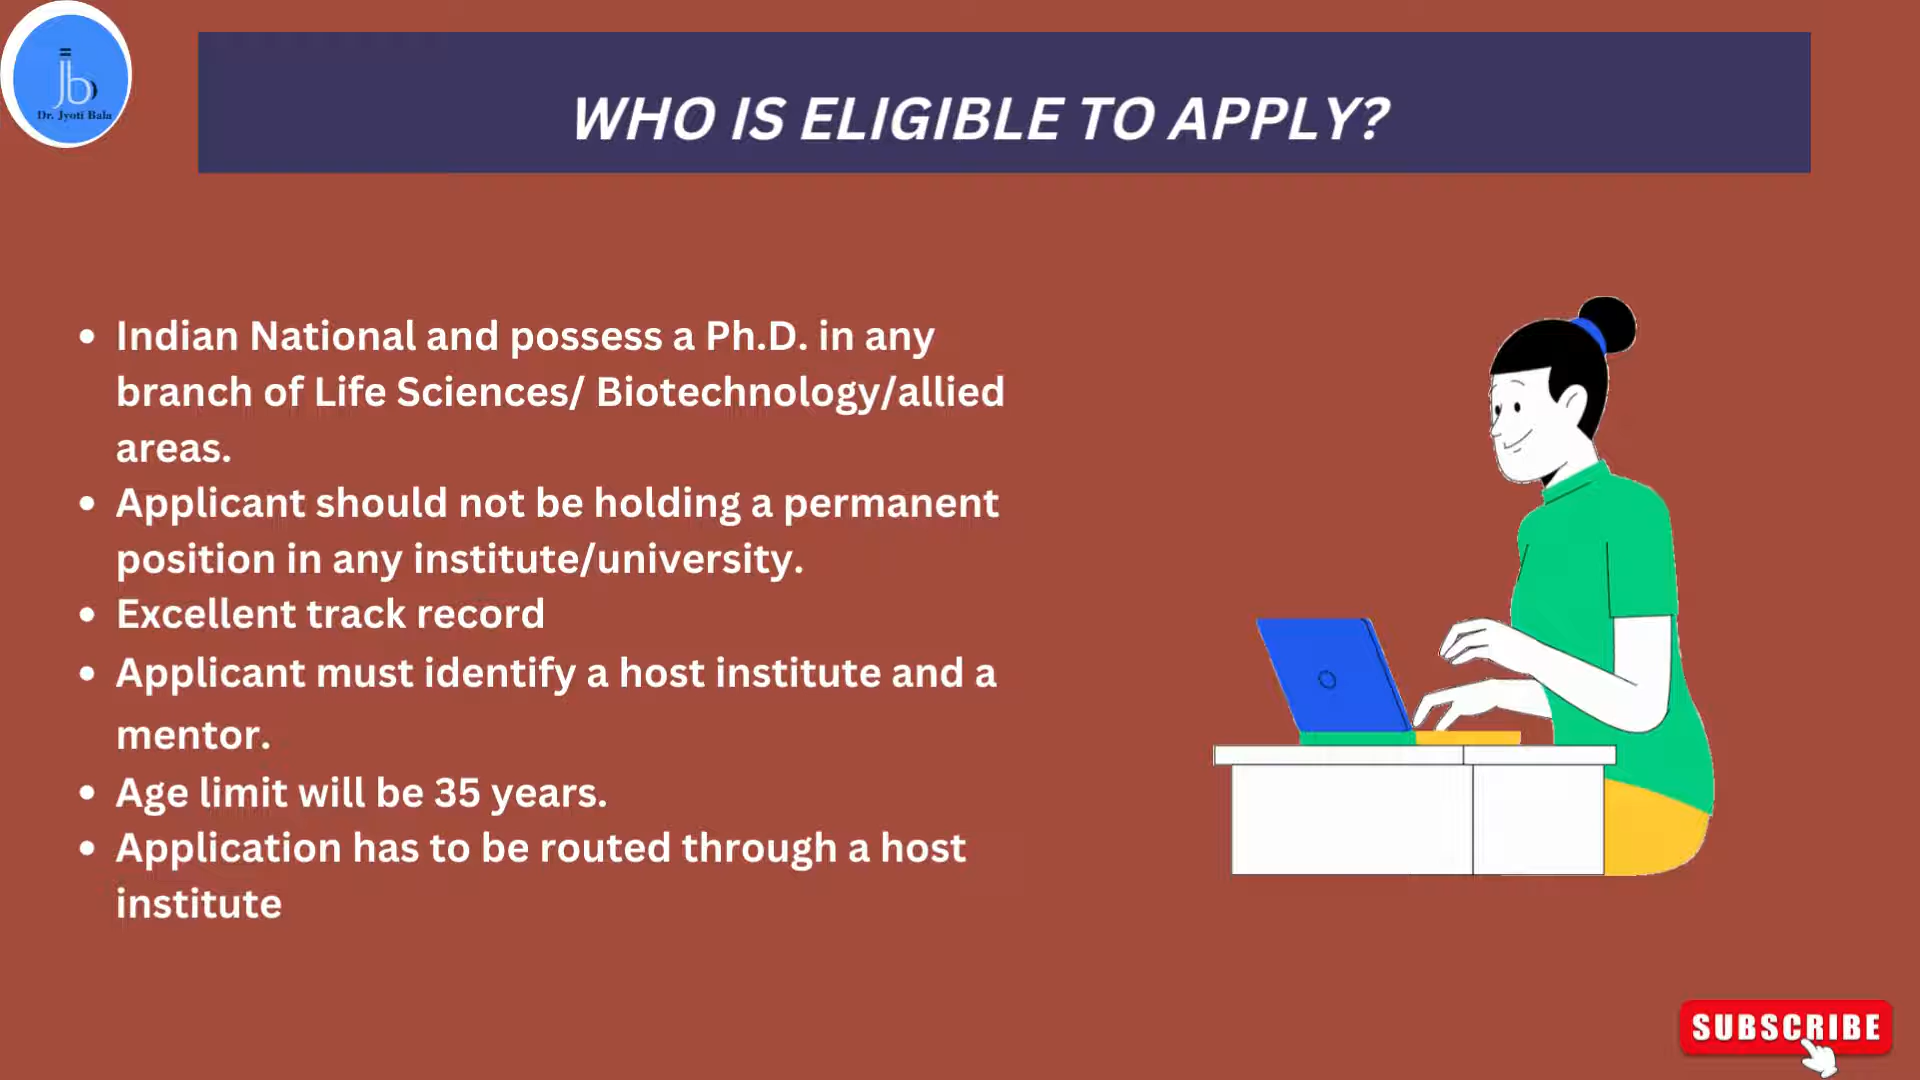 jb
Dr. Jyoti Bala
WHO IS ELIGIBLE TO APPLY?
• Indian National and possess a Ph.D. in any
branch of Life Sciences/ Biotechnology/allied
areas.
• Applicant should not be holding a permanent
position in any institute/university.
• Excellent track record
• Applicant must identify a host institute and a
mentor.
• Age limit will be 35 years.
• Application has to be routed through a host
institute
SUBSCRIBE